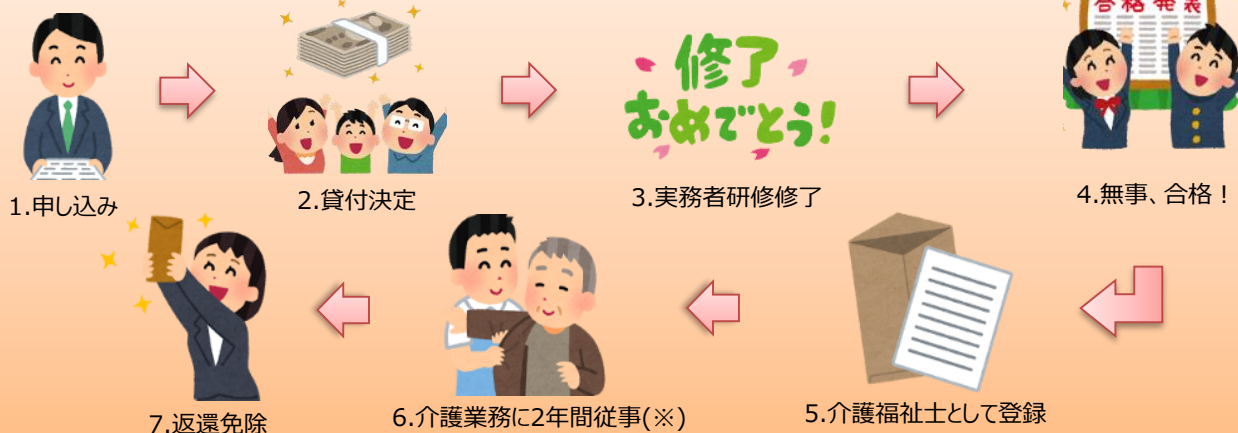 合格発表
修了
おめでとう!
1.申し込み
2.貸付決定
3.実務者研修修了
4.無事、合格！
7.返還免除
6.介護業務に2年間従事(※)
5.介護福祉士として登録